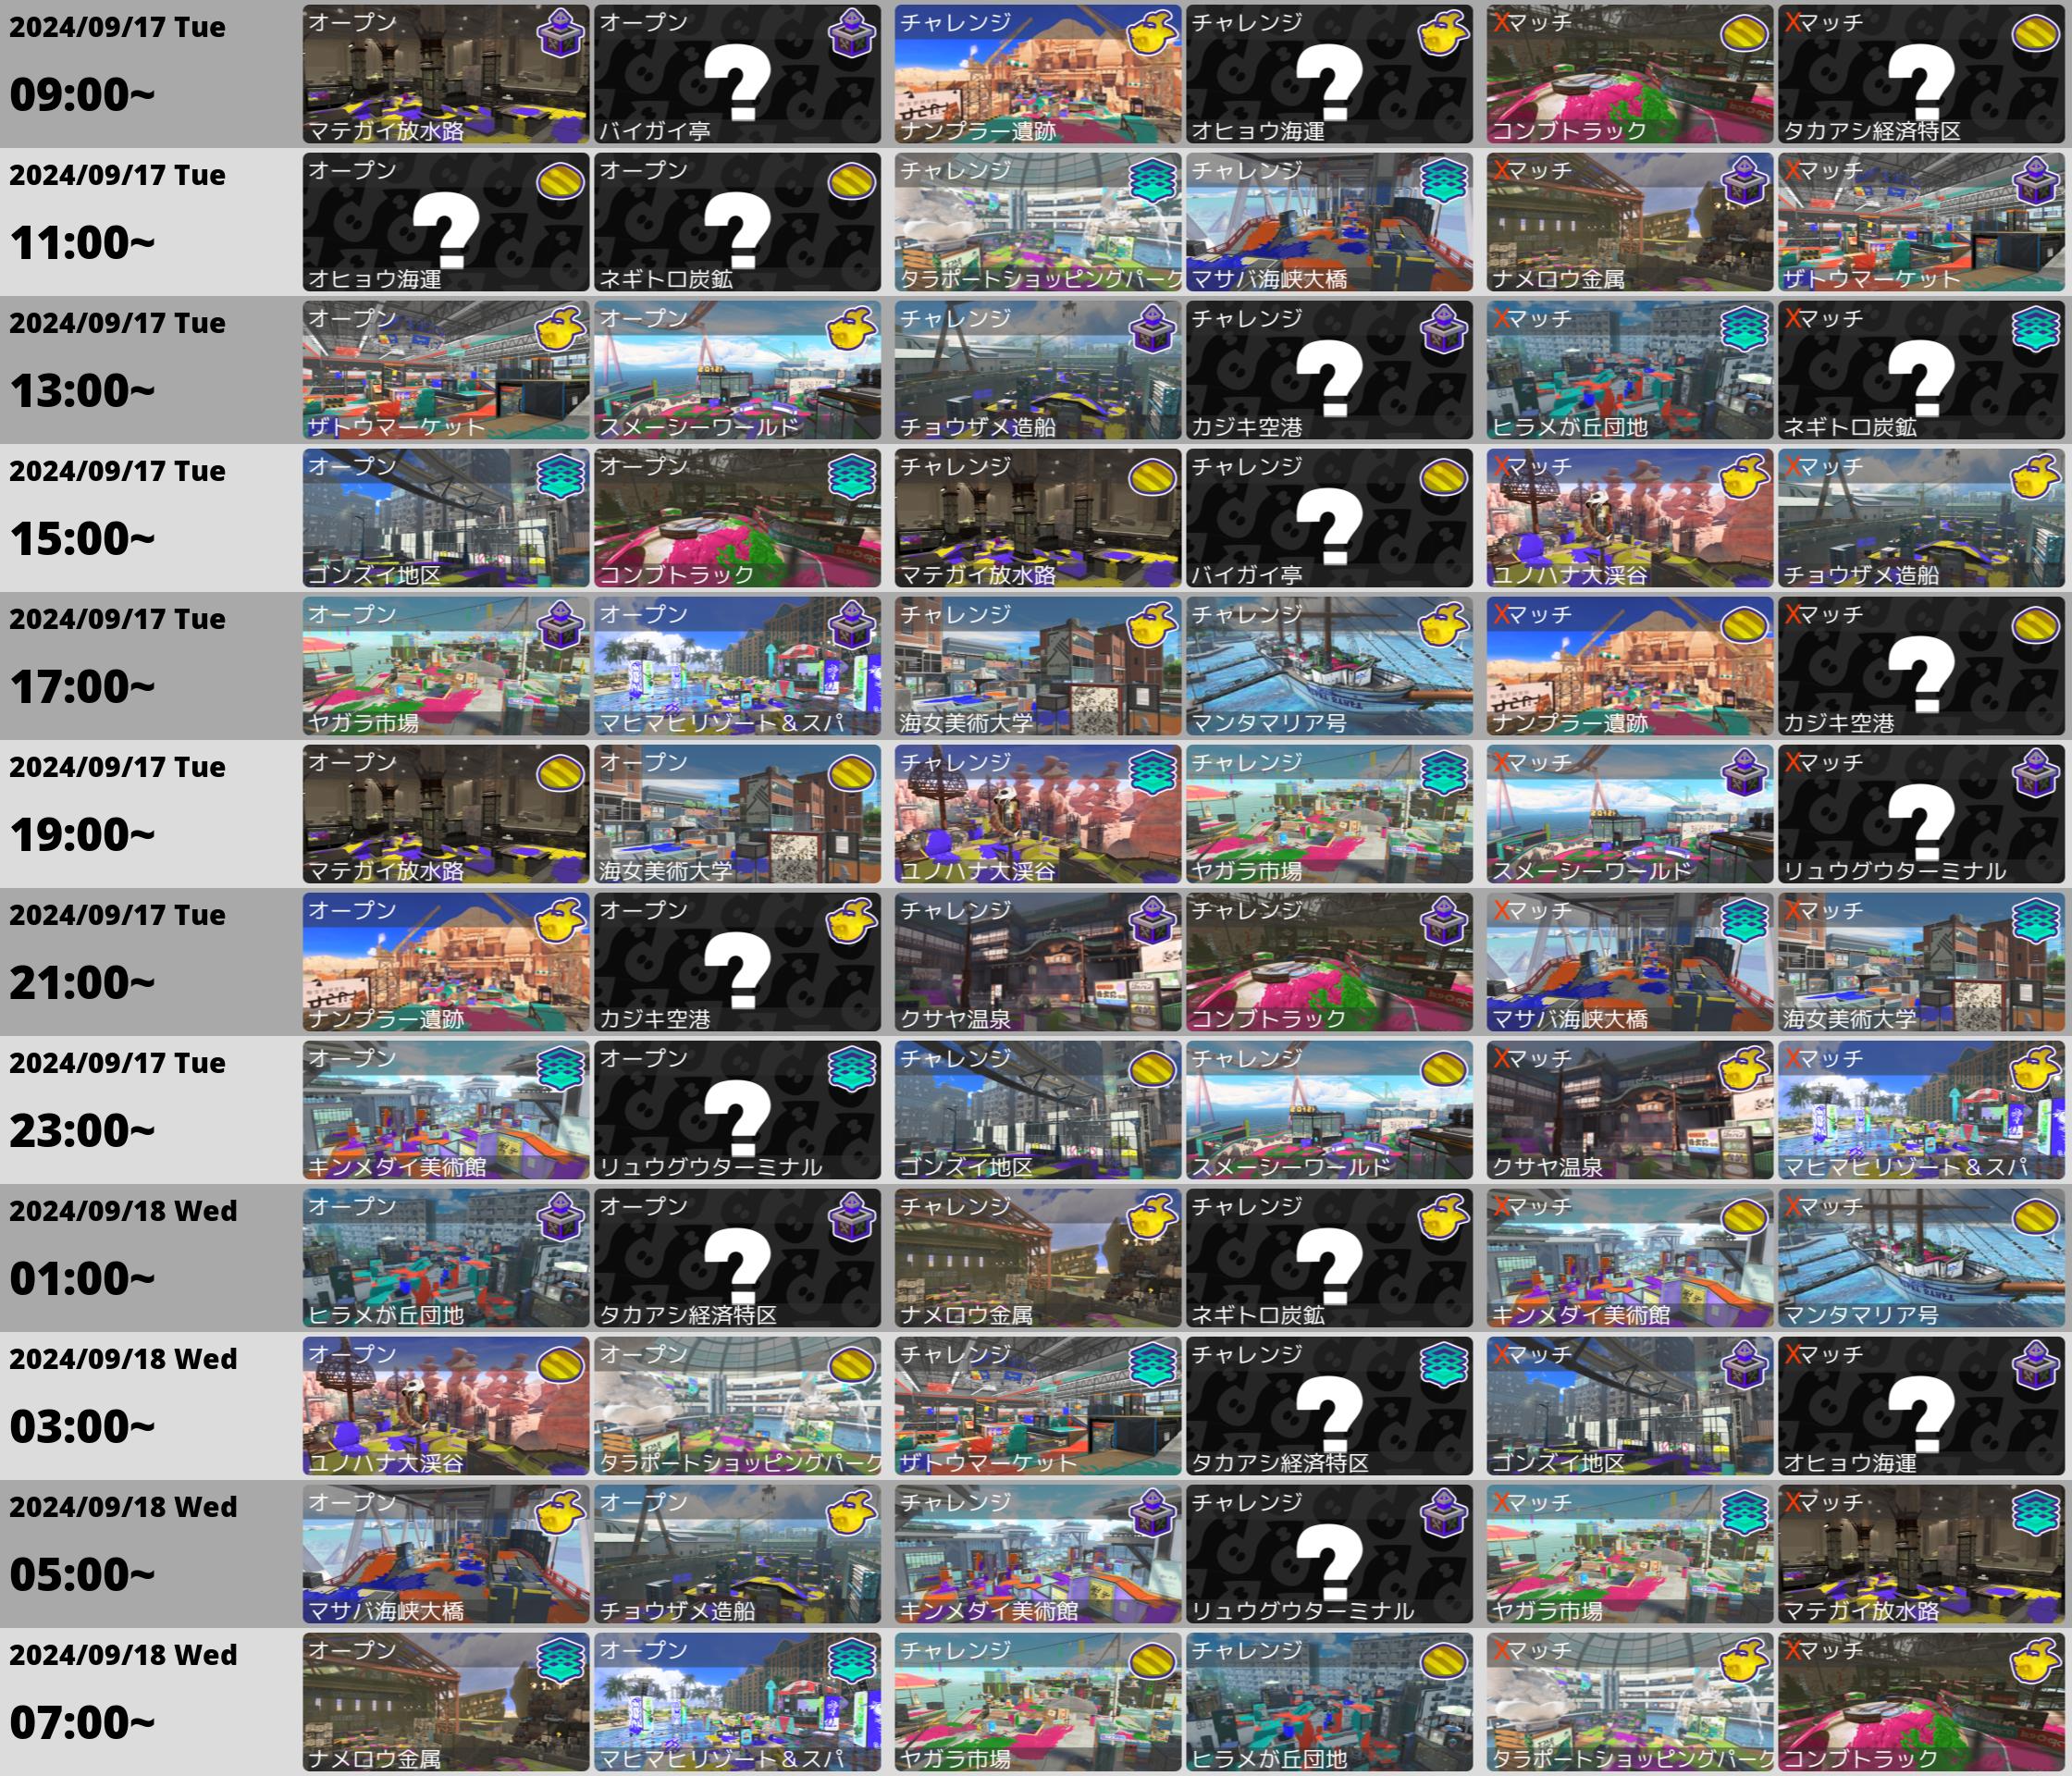 2024/09/17 Tue
09:00~
オープン
マテガイ放水路
オープン
バイガイ亭
チャレンジ
ナンプラー遺跡
チャレンジ
オヒョウ海運
Xマッチ
コンブトラック
Xマッチ
タカアシ経済特区
2024/09/17 Tue
11:00~
オープン
オヒョウ海運
オープン
ネギトロ炭鉱
チャレンジ
タラポートショッピングパーク
チャレンジ
マサバ海峡大橋
Xマッチ
ナメロウ金属
Xマッチ
ザトウマーケット
2024/09/17 Tue
13:00~
オープン
ザトウマーケット
オープン
スメーシーワールド
チャレンジ
チョウザメ造船
チャレンジ
カジキ空港
Xマッチ
ヒラメが丘団地
Xマッチ
ネギトロ炭鉱
2024/09/17 Tue
15:00~
オープン
ゴンズイ地区
オープン
コンブトラック
チャレンジ
マテガイ放水路
チャレンジ
バイガイ亭
Xマッチ
ユノハナ大渓谷
Xマッチ
チョウザメ造船
2024/09/17 Tue
17:00~
オープン
ヤガラ市場
オープン
マヒマヒリゾート＆スパ
チャレンジ
海女美術大学
チャレンジ
マンタマリア号
Xマッチ
ナンプラー遺跡
Xマッチ
カジキ空港
2024/09/17 Tue
19:00~
オープン
マテガイ放水路
オープン
海女美術大学
チャレンジ
ユノハナ大渓谷
チャレンジ
ヤガラ市場
Xマッチ
スメーシーワールド
Xマッチ
リュウグウターミナル
2024/09/17 Tue
21:00~
オープン
ナンプラー遺跡
オープン
カジキ空港
チャレンジ
クサヤ温泉
チャレンジ
コンブトラック
Xマッチ
マサバ海峡大橋
Xマッチ
海女美術大学
2024/09/17 Tue
23:00~
オープン
キンメダイ美術館
オープン
リュウグウターミナル
チャレンジ
ゴンズイ地区
チャレンジ
スメーシーワールド
Xマッチ
クサヤ温泉
Xマッチ
マヒマヒリゾート＆スパ
2024/09/18 Wed
01:00~
オープン
ヒラメが丘団地
オープン
タカアシ経済特区
チャレンジ
ナメロウ金属
チャレンジ
ネギトロ炭鉱
Xマッチ
キンメダイ美術館
Xマッチ
マンタマリア号
2024/09/18 Wed
03:00~
オープン
ユノハナ大渓谷
オープン
タラポートショッピングパーク
チャレンジ
ザトウマーケット
チャレンジ
タカアシ経済特区
Xマッチ
ゴンズイ地区
Xマッチ
オヒョウ海運
2024/09/18 Wed
05:00~
オープン
マサバ海峡大橋
オープン
チョウザメ造船
チャレンジ
キンメダイ美術館
チャレンジ
リュウグウターミナル
Xマッチ
ヤガラ市場
Xマッチ
マテガイ放水路
2024/09/18 Wed
07:00~
オープン
ナメロウ金属
オープン
マヒマヒリゾート＆スパ
チャレンジ
ヤガラ市場
チャレンジ
ヒラメが丘団地
Xマッチ
タラポートショッピングパーク
Xマッチ
コンブトラック